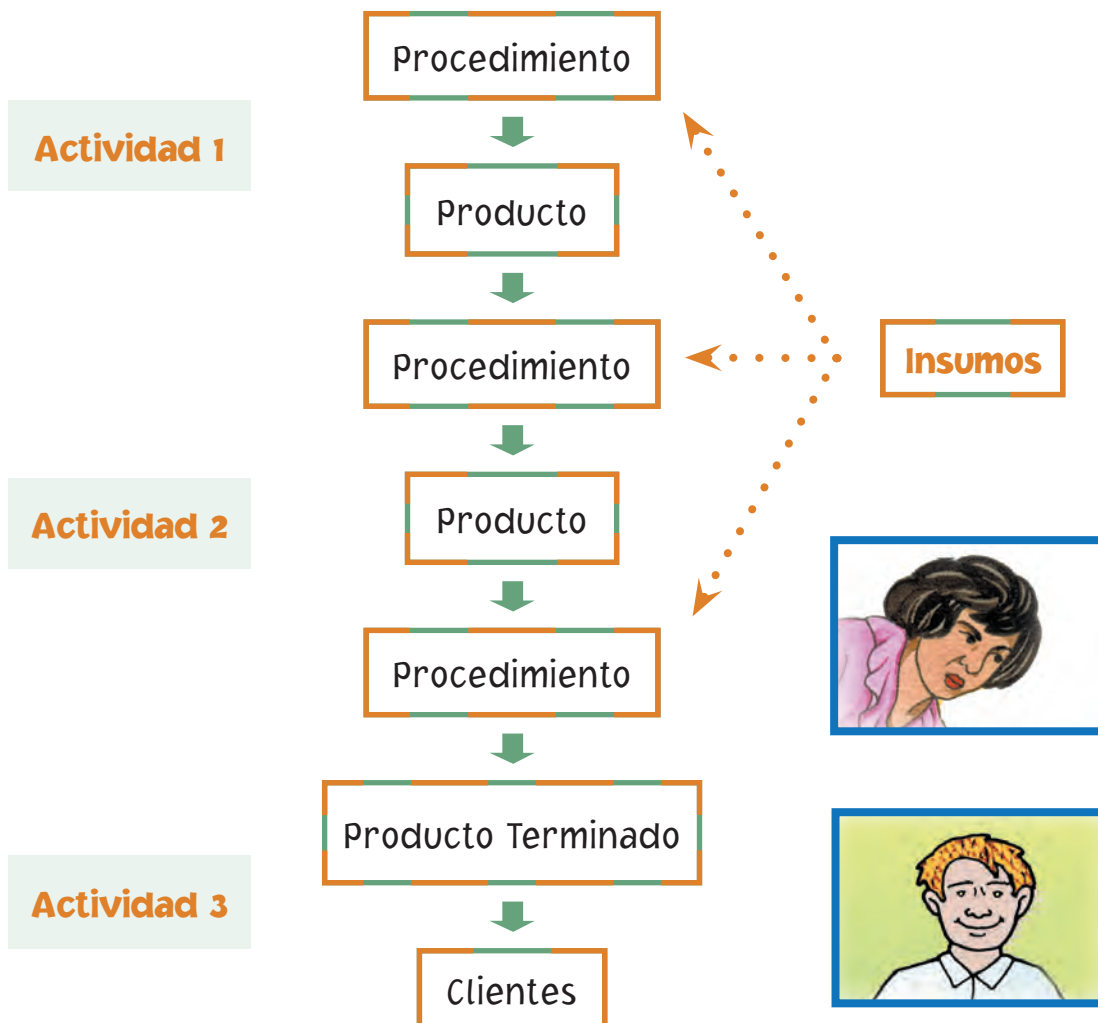 Procedimiento
Actividad 1
Producto
Procedimiento
Insumos
Actividad 2
Producto
Procedimiento
Producto Terminado
Actividad 3
Clientes